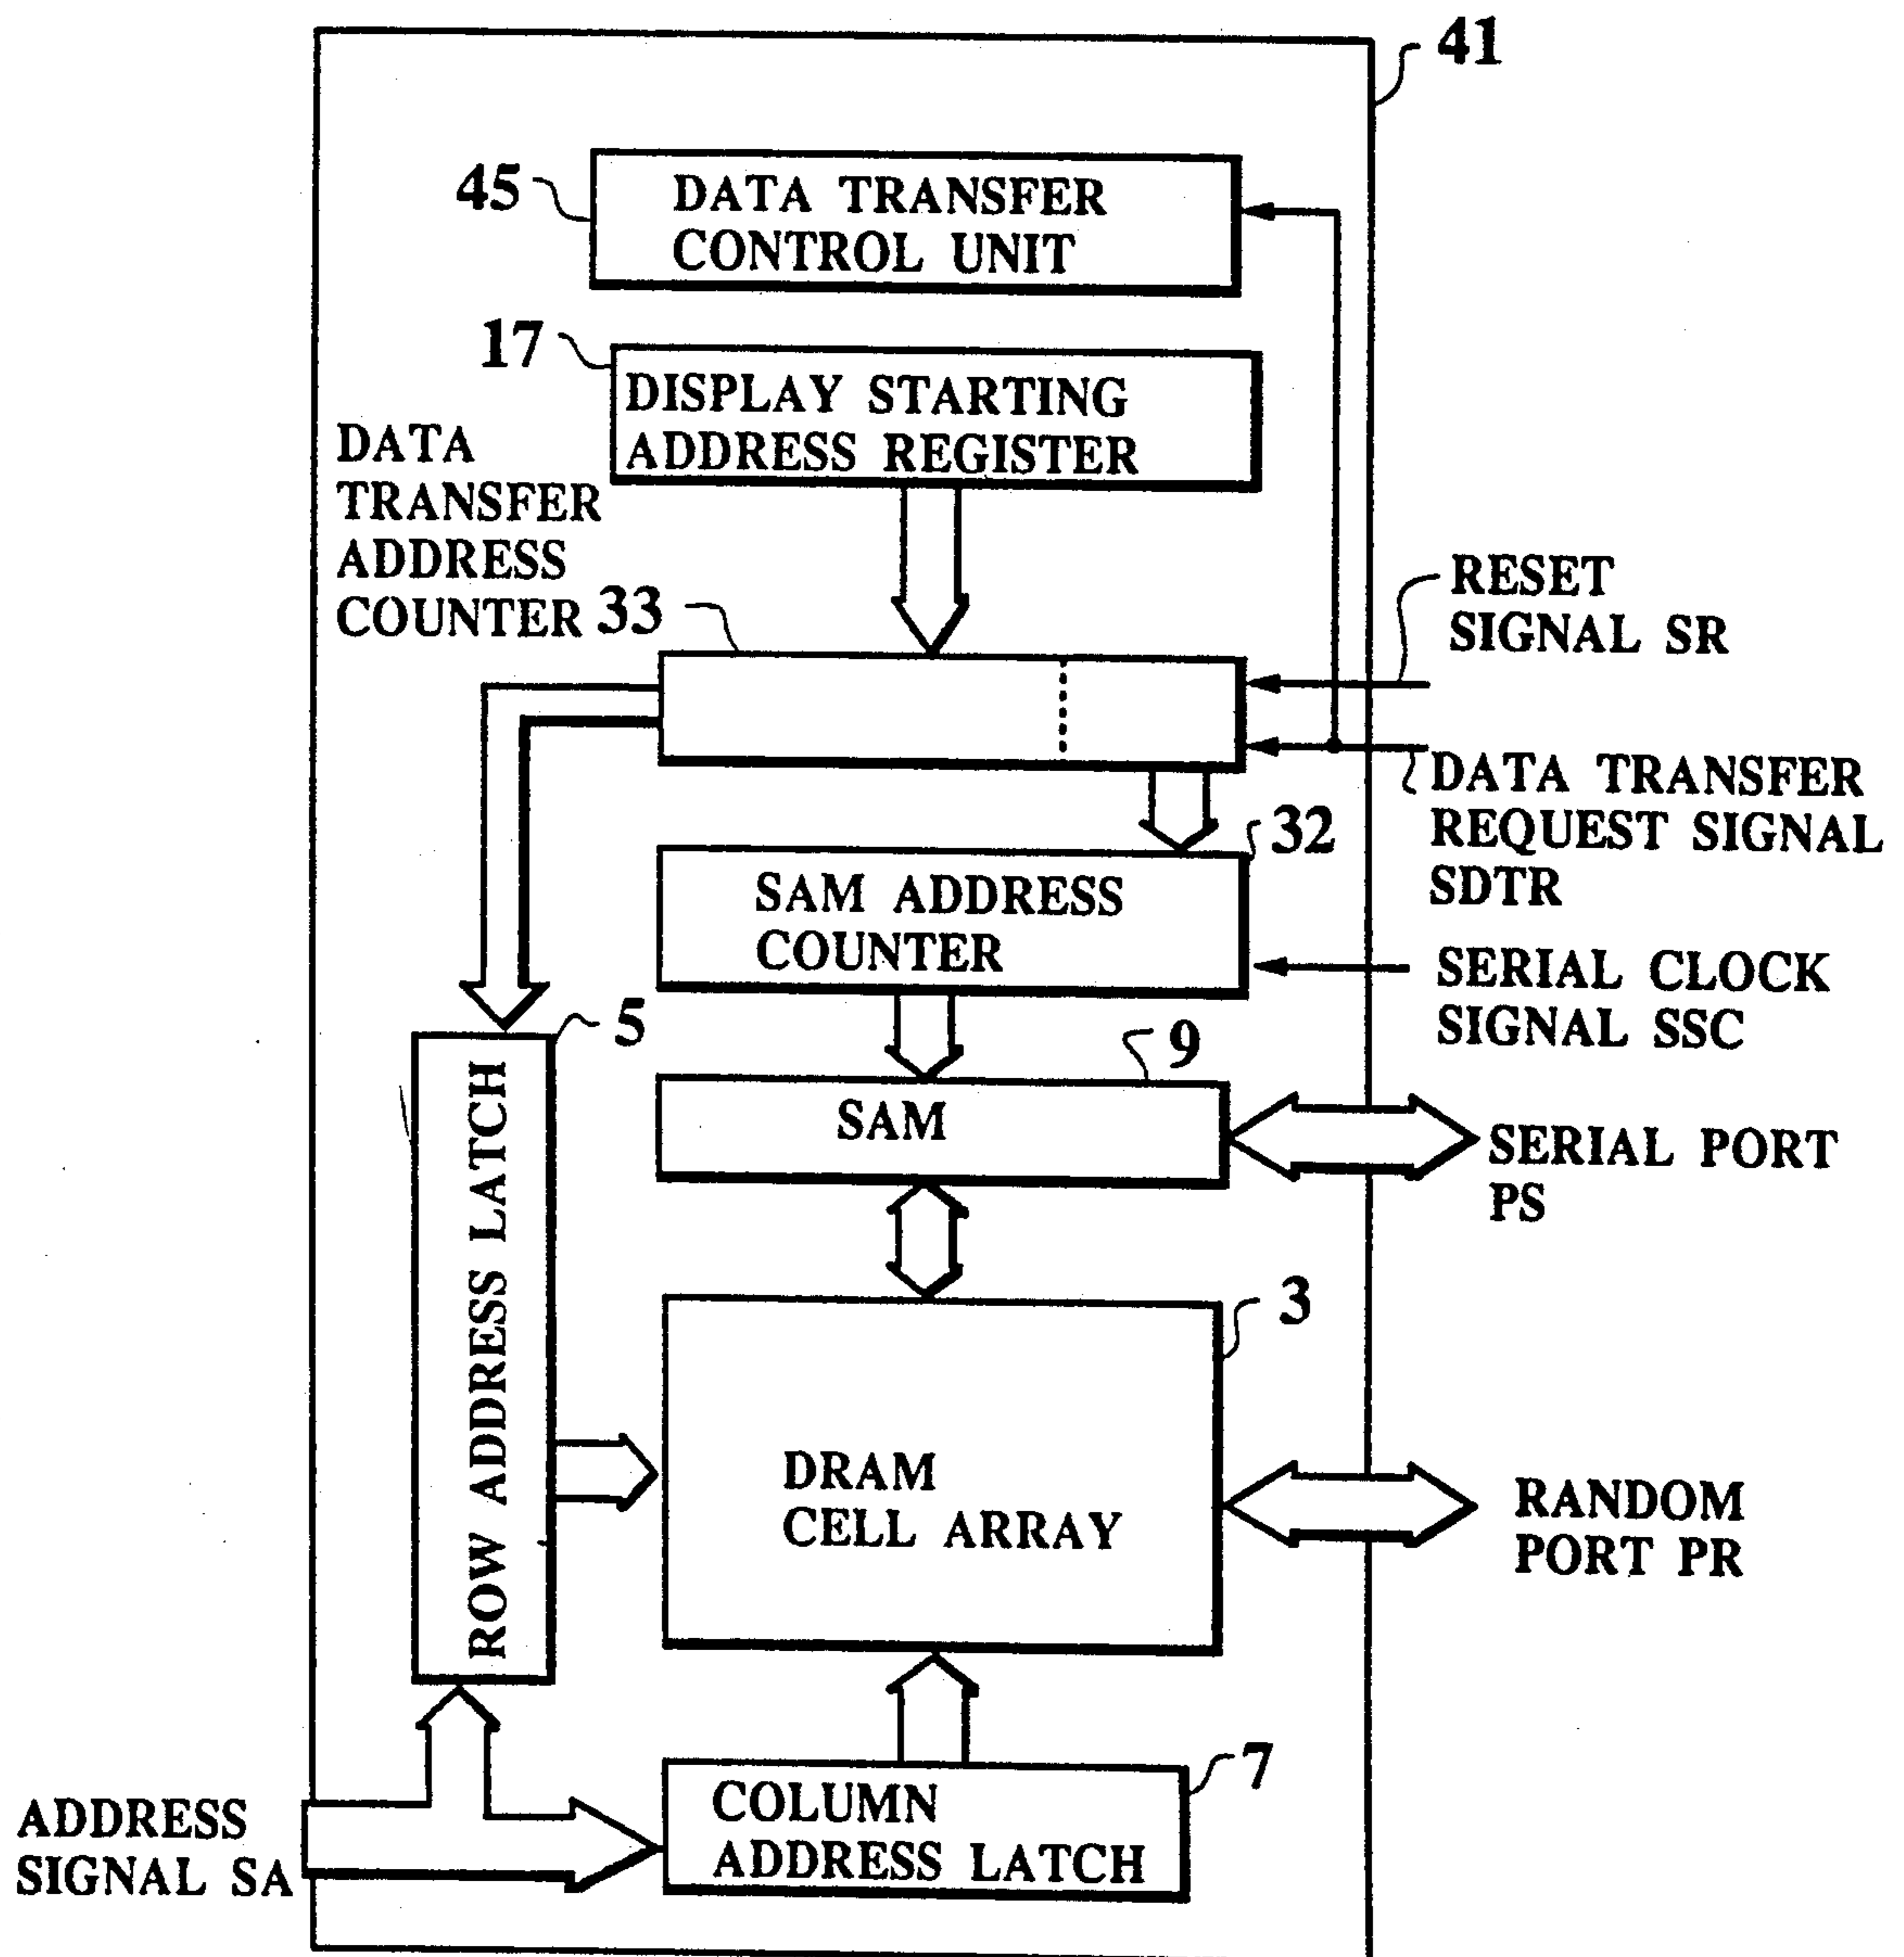 41
45
DATA TRANSFER
CONTROL UNIT
17
DISPLAY STARTING
ADDRESS REGISTER
DATA
TRANSFER
ADDRESS
COUNTER 33
RESET
SIGNAL SR
DATA TRANSFER
REQUEST SIGNAL
SDTR
32
SAM ADDRESS
COUNTER
SERIAL CLOCK
SIGNAL SSC
5
ROW ADDRESS LATCH
9
SAM
SERIAL PORT
PS
3
DRAM
CELL ARRAY
RANDOM
PORT PR
7
COLUMN
ADDRESS LATCH
ADDRESS
SIGNAL SA